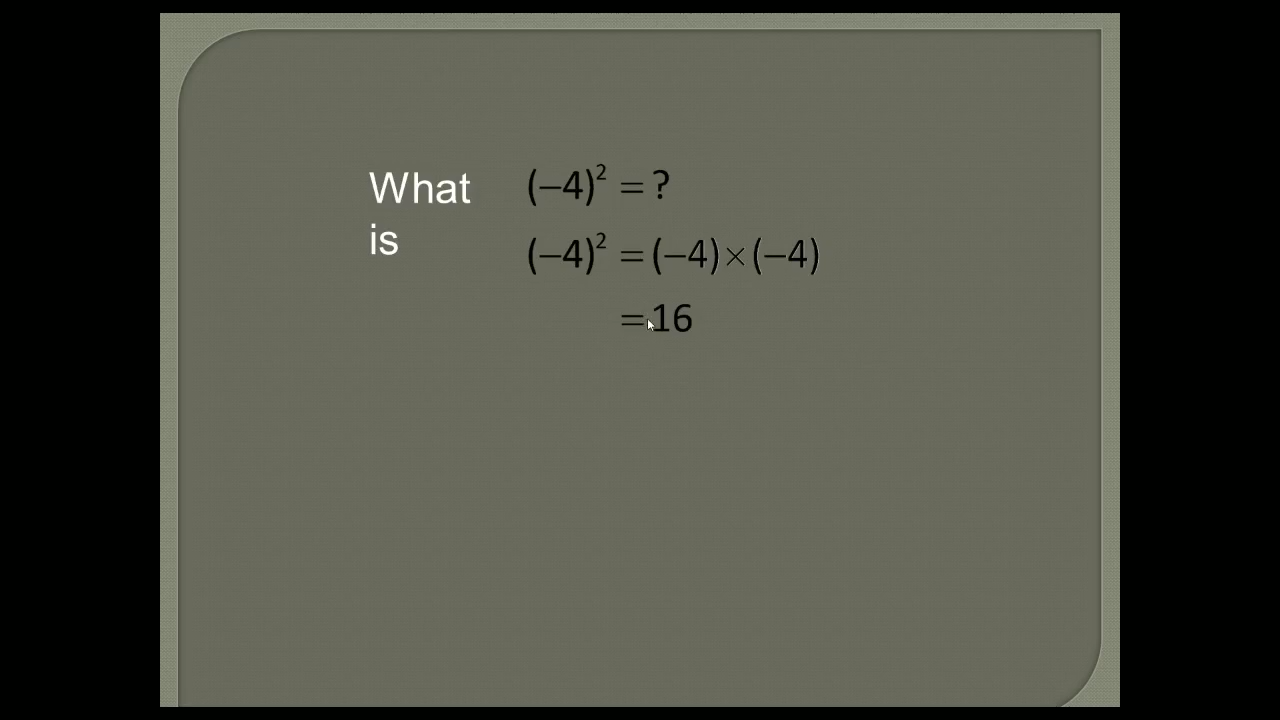 What
is
(−4)² = ?
(−4)² = (−4)×(−4)
= 16